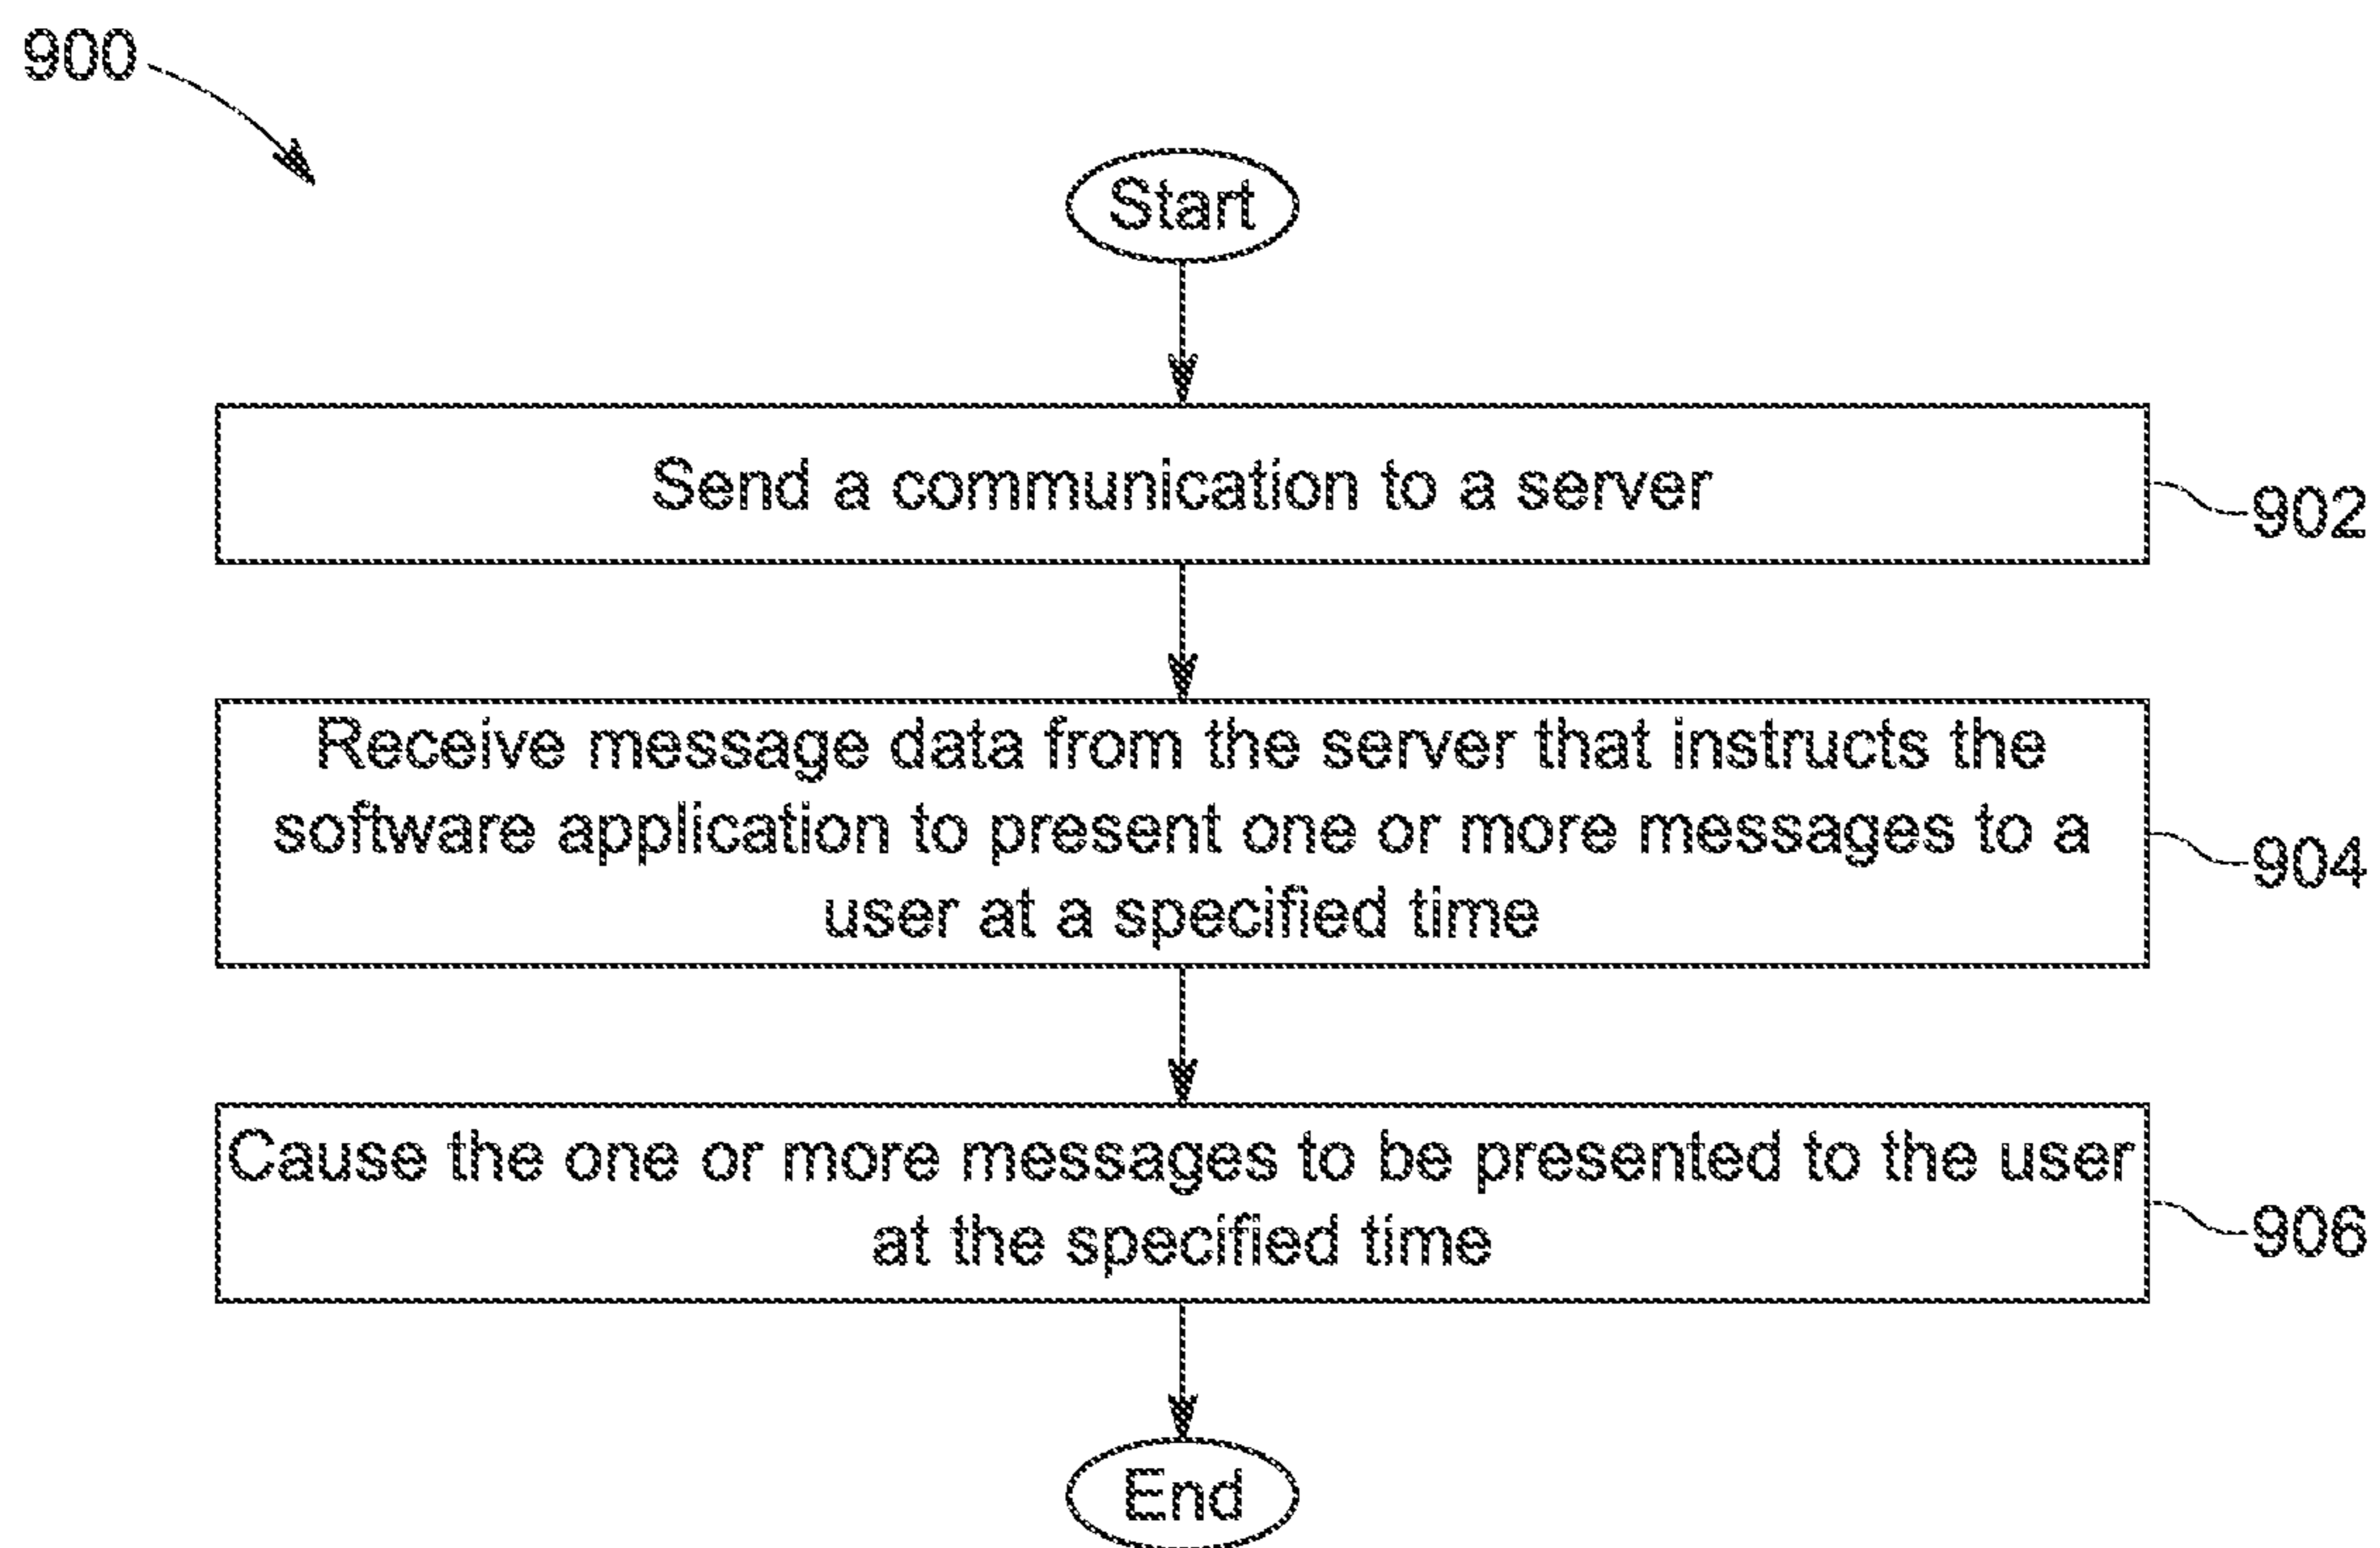 900
Start
Send a communication to a server
902
Receive message data from the server that instructs the
software application to present one or more messages to a
user at a specified time
904
Cause the one or more messages to be presented to the user
at the specified time
906
End